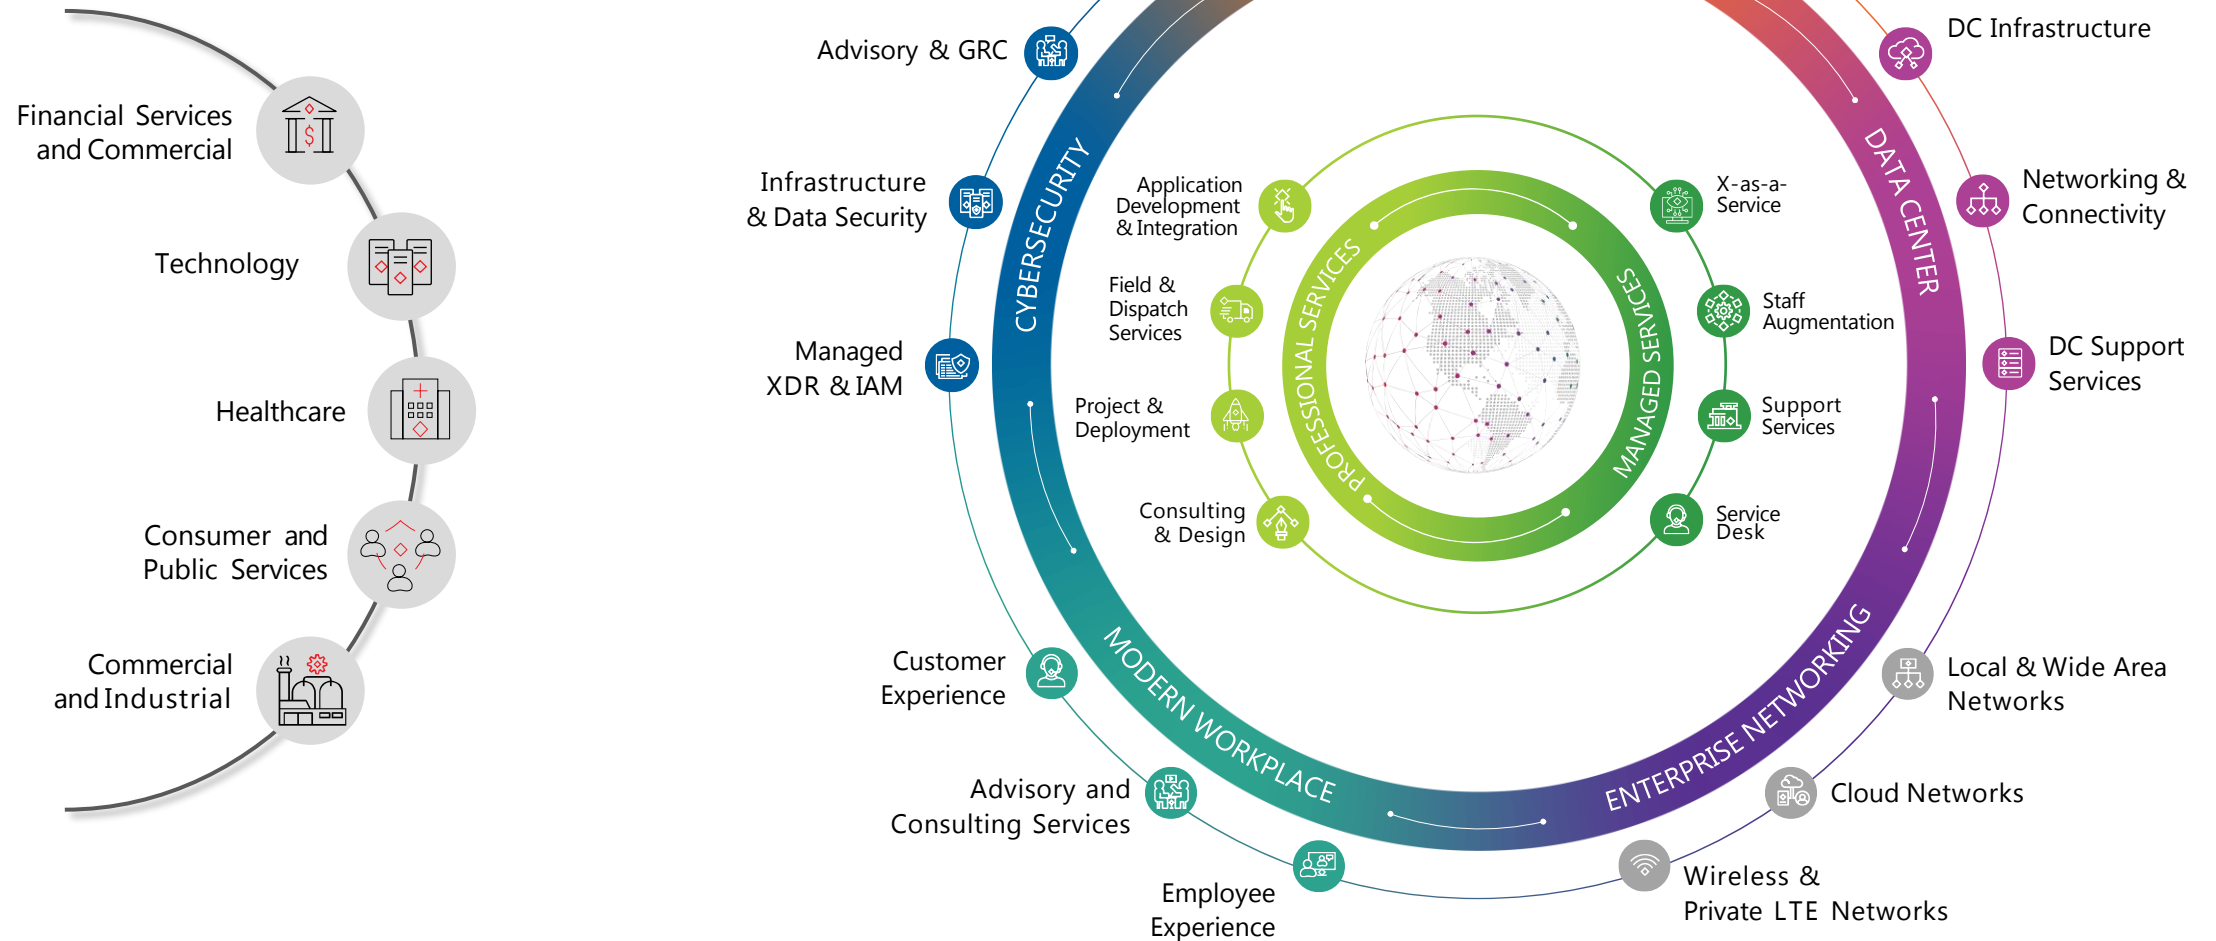 Financial Services
and Commercial
Technology
Healthcare
Consumer and
Public Services
Commercial
and Industrial
Advisory & GRC
Infrastructure
& Data Security
Managed
XDR & IAM
CYBERSECURITY
Customer
Experience
Advisory and
Consulting Services
Employee
Experience
MODERN WORKPLACE
Application
Development
& Integration
Field &
Dispatch
Services
Project &
Deployment
Consulting
& Design
PROFESSIONAL SERVICES
MANAGED SERVICES
X-as-a-
Service
Staff
Augmentation
Support
Services
Service
Desk
DATA CENTER
DC Infrastructure
Networking &
Connectivity
DC Support
Services
ENTERPRISE NETWORKING
Local & Wide Area
Networks
Cloud Networks
Wireless &
Private LTE Networks